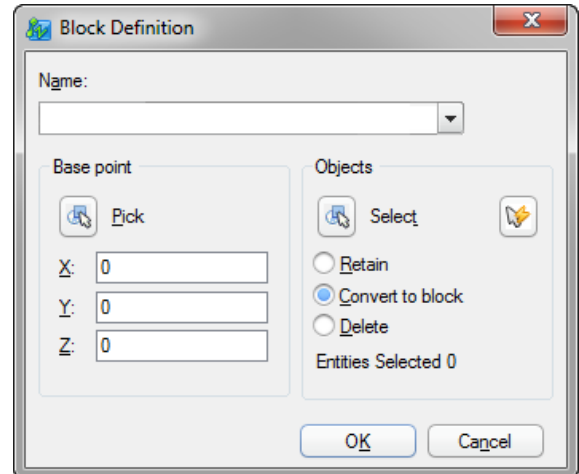 Block Definition
Name:
Base point
Pick
X: 0
Y: 0
Z: 0
Objects
Select
Retain
Convert to block
Delete
Entities Selected 0
OK
Cancel